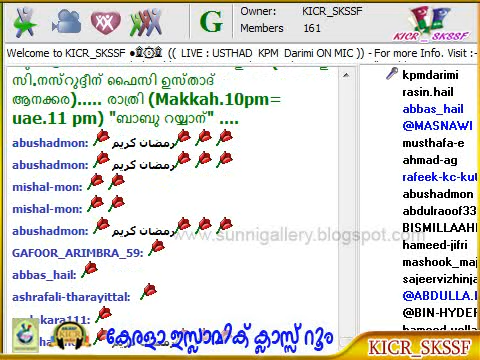 Owner: KICR_SKSSF
Members 161
G
KICR_SKSSF
Welcome to KICR_SKSSF (( LIVE : USTHAD KPM Darimi ON MIC )) - For more Info. Visit :-
സി.നസ്റുദ്ദീന് ഫൈസി ഉസ്താദ്
ആനക്കര)..... രാത്രി (Makkah.10pm=
uae.11 pm) "ബാബു റയ്യാന്" ....
abushadmon: رمضان كريم
abushadmon: رمضان كريم
mishal-mon:
mishal-mon:
abushadmon: رمضان كريم
GAFOOR_ARIMBRA_59:
abbas_hail:
ashrafali-tharayittal:
kpmdarimi
rasin.hail
abbas_hail
@MASNAWI
musthafa-e
ahmad-ag
rafeek-kc-kut
abushadmon
abdulraoof33
BISMILLAAH
hameed-jifri
mashook_maj
sajeervizhinja
@ABDULLA.
@BIN-HYDER
www.sunnigallery.blogspot.com
KICR
കേരളാ ഇസ്ലാമിക് ക്ലാസ്സ് റൂം
KICR_SKSSF